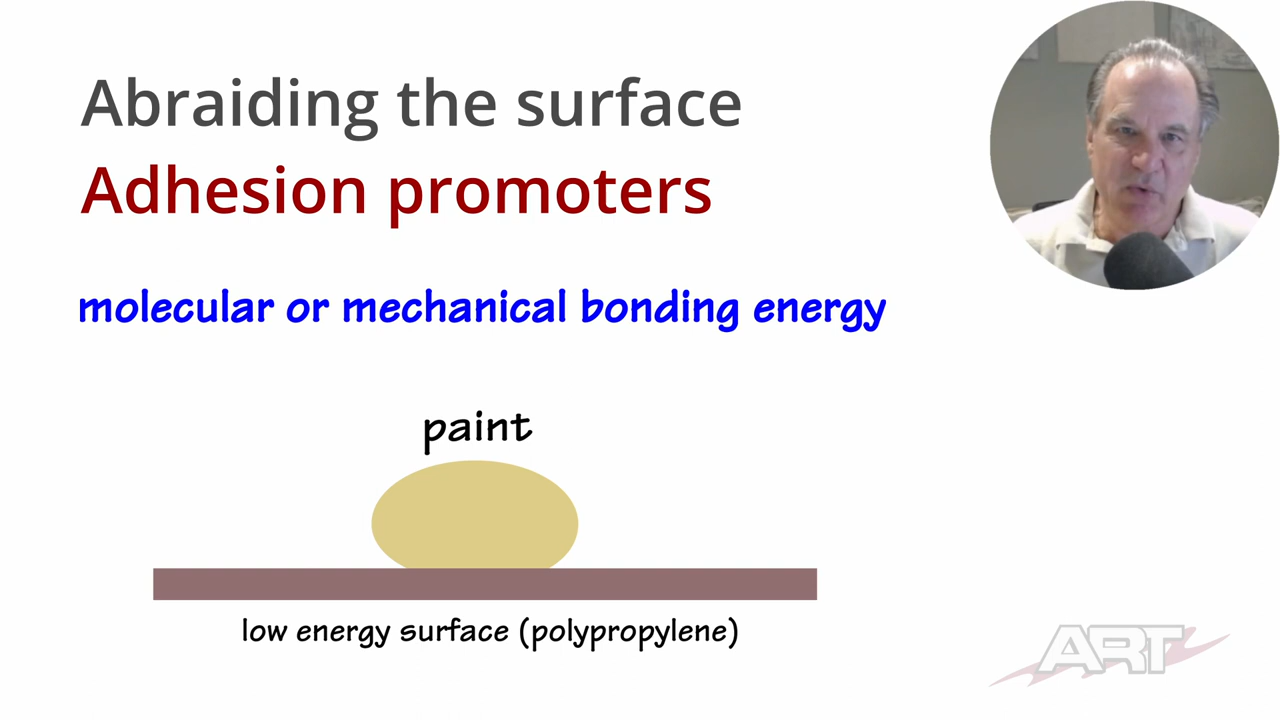 Abraiding the surface
Adhesion promoters
molecular or mechanical bonding energy
paint
low energy surface (polypropylene)
ART